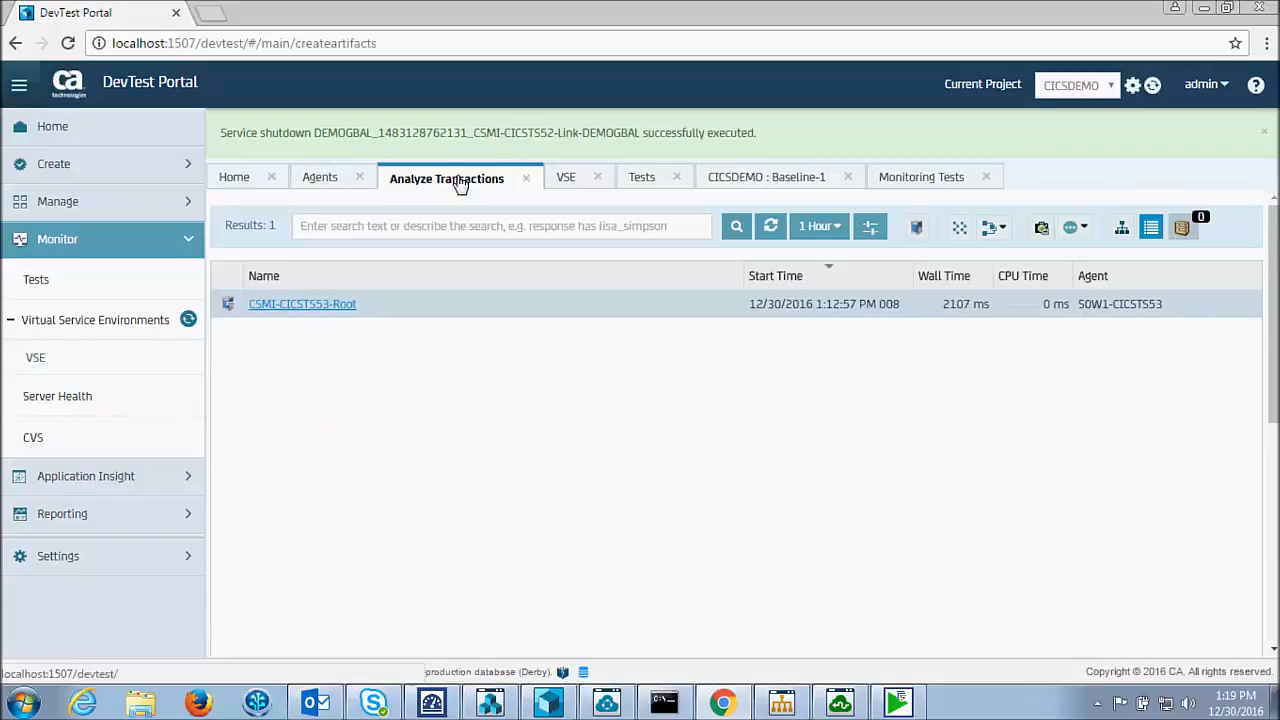 DevTest Portal
localhost:1507/devtest/#/main/createartifacts
ca technologies DevTest Portal Current Project CICSDEMO admin
Home
Create
Manage
Monitor
Tests
Virtual Service Environments
VSE
Server Health
CVS
Application Insight
Reporting
Settings
Service shutdown DEMOGBAL_1483128762131_CSMI-CICSTS52-Link-DEMOGBAL successfully executed.
Home Agents Analyze Transactions VSE Tests CICSDEMO : Baseline-1 Monitoring Tests
Results: 1 Enter search text or describe the search, e.g. response has lisa_simpson 1 Hour 0
Name Start Time Wall Time CPU Time Agent
CSMI-CICSTS53-Root 12/30/2016 1:12:57 PM 008 2107 ms 0 ms S0W1-CICSTS53
localhost:1507/devtest/ production database (Derby). Copyright © 2016 CA. All rights reserved.
1:19 PM
12/30/2016